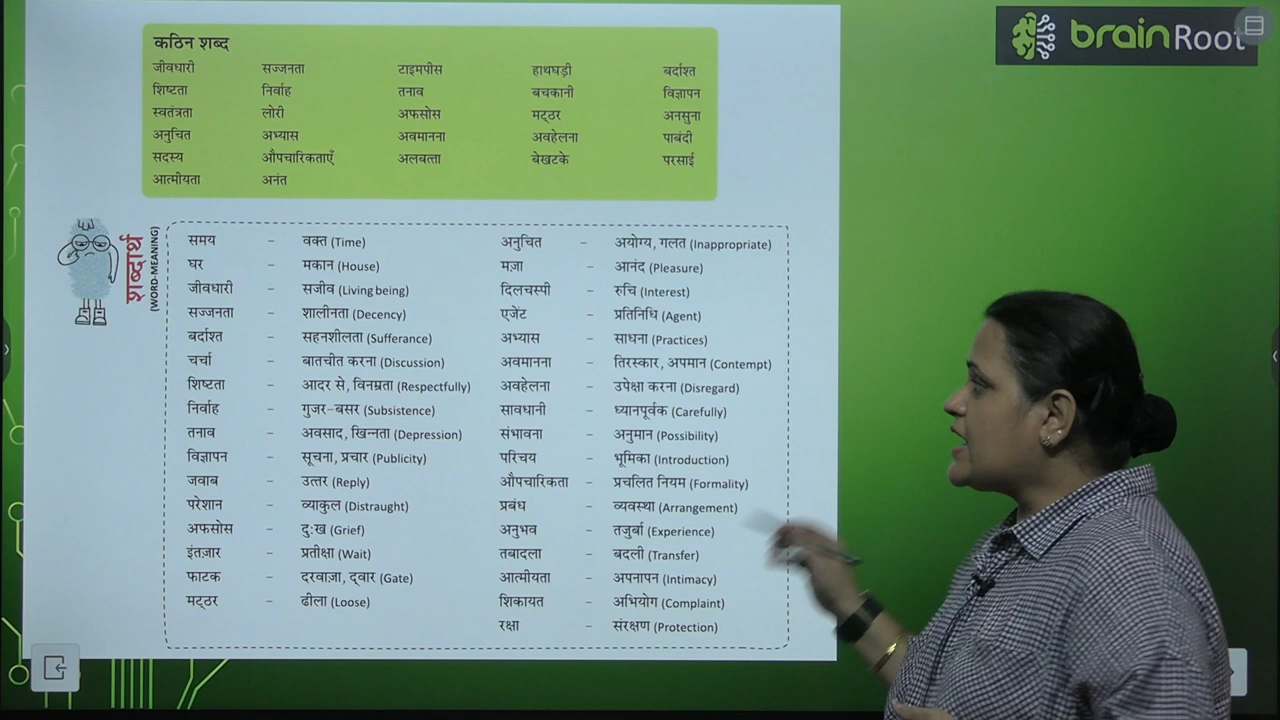 brainRoot
कठिन शब्द
जीवधारी सज्जनता टाइमपीस हाथघड़ी बर्दाश्त
शिष्टता निर्वाह तनाव बचकानी विज्ञापन
स्वतंत्रता लोरी अफसोस मट्ठर अनसुना
अनुचित अभ्यास अवमानना अवहेलना पाबंदी
सदस्य औपचारिकताएँ अलबत्ता बेखटके परसाई
आत्मीयता अनंत
शब्दार्थ
(WORD-MEANING)
समय – वक्त (Time)
घर – मकान (House)
जीवधारी – सजीव (Living being)
सज्जनता – शालीनता (Decency)
बर्दाश्त – सहनशीलता (Sufferance)
चर्चा – बातचीत करना (Discussion)
शिष्टता – आदर से, विनम्रता (Respectfully)
निर्वाह – गुजर-बसर (Subsistence)
तनाव – अवसाद, खिन्नता (Depression)
विज्ञापन – सूचना, प्रचार (Publicity)
जवाब – उत्तर (Reply)
परेशान – व्याकुल (Distraught)
अफसोस – दुःख (Grief)
इंतज़ार – प्रतीक्षा (Wait)
फाटक – दरवाज़ा, द्वार (Gate)
मट्ठर – ढीला (Loose)
अनुचित – अयोग्य, गलत (Inappropriate)
मज़ा – आनंद (Pleasure)
दिलचस्पी – रुचि (Interest)
एजेंट – प्रतिनिधि (Agent)
अभ्यास – साधना (Practices)
अवमानना – तिरस्कार, अपमान (Contempt)
अवहेलना – उपेक्षा करना (Disregard)
सावधानी – ध्यानपूर्वक (Carefully)
संभावना – अनुमान (Possibility)
परिचय – भूमिका (Introduction)
औपचारिकता – प्रचलित नियम (Formality)
प्रबंध – व्यवस्था (Arrangement)
अनुभव – तजुर्बा (Experience)
तबादला – बदली (Transfer)
आत्मीयता – अपनापन (Intimacy)
शिकायत – अभियोग (Complaint)
रक्षा – संरक्षण (Protection)